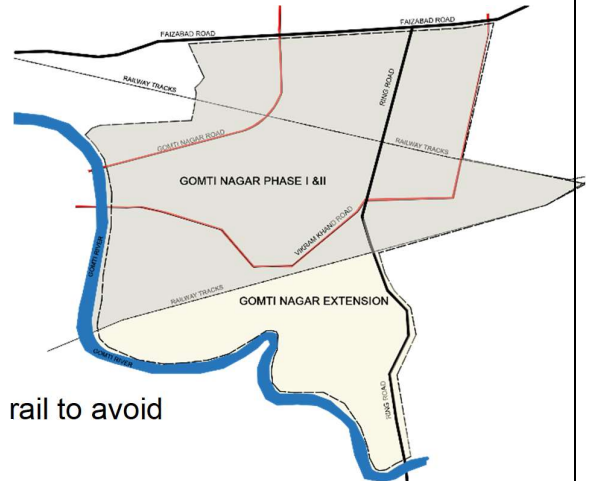 FAIZABAD ROAD
FAIZABAD ROAD
RAILWAY TRACKS
RING ROAD
GOMTI NAGAR ROAD
RAILWAY TRACKS
GOMTI NAGAR PHASE I &II
VIKRAM KHAND ROAD
GOMTI RIVER
RAILWAY TRACKS
GOMTI NAGAR EXTENSION
GOMTI RIVER
RING ROAD
rail to avoid